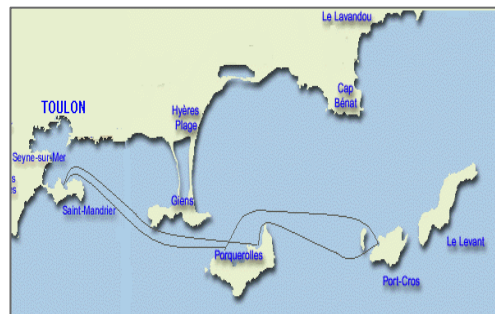 Le Lavandou
Cap
Bénat
Hyères
Plage
TOULON
Seyne-sur-Mer
s
s
Giens
Saint-Mandrier
Porquerolles
Le Levant
Port-Cros